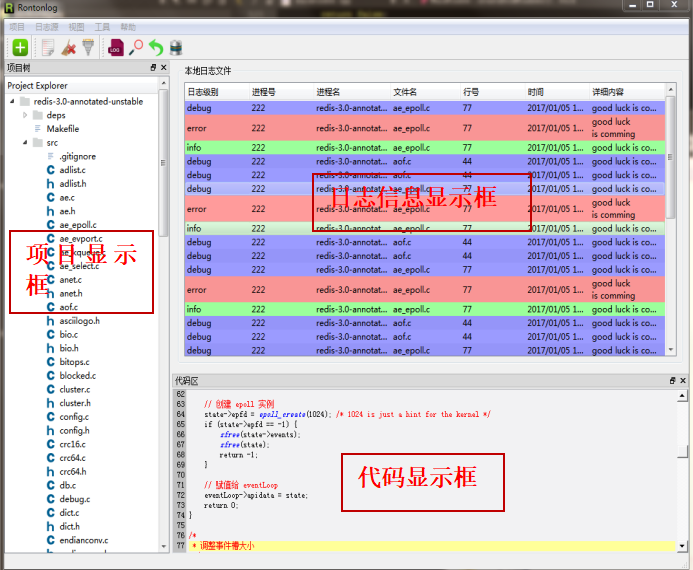 Rontonlog
项目 日志源 视图 工具 帮助
LOG
项目树
Project Explorer
redis-3.0-annotated-unstable
deps
Makefile
src
.gitignore
adlist.c
adlist.h
ae.c
ae.h
ae_epoll.c
ae_evport.c
ae_select.c
anet.c
anet.h
aof.c
asciilogo.h
bio.c
bio.h
bitops.c
blocked.c
cluster.c
cluster.h
config.c
config.h
crc16.c
crc64.c
crc64.h
db.c
debug.c
dict.c
dict.h
endianconv.c
项目显示框
本地日志文件
日志级别 进程号 进程名 文件名 行号 时间 详细内容
debug 222 redis-3.0-annotat... ae_epoll.c 77 2017/01/05 1... good luck is co...
error 222 redis-3.0-annotat... ae_epoll.c 77 2017/01/05 1... good luck
is comming
info 222 redis-3.0-annotat... ae_epoll.c 77 2017/01/05 1... good luck is co...
debug 222 redis-3.0-annotat... aof.c 44 2017/01/05 1... good luck is co...
debug 222 redis-3.0-annotat... aof.c 44 2017/01/05 1... good luck is co...
debug 222 redis-3.0-annotat... ae_epoll.c 77 2017/01/05 1... good luck is co...
error 222 redis-3.0-annotat... ae_epoll.c 77 2017/01/05 1... good luck
is comming
info 222 redis-3.0-annotat... ae_epoll.c 77 2017/01/05 1... good luck is co...
debug 222 redis-3.0-annotat... aof.c 44 2017/01/05 1... good luck is co...
debug 222 redis-3.0-annotat... aof.c 44 2017/01/05 1... good luck is co...
debug 222 redis-3.0-annotat... ae_epoll.c 77 2017/01/05 1... good luck is co...
error 222 redis-3.0-annotat... ae_epoll.c 77 2017/01/05 1... good luck
is comming
info 222 redis-3.0-annotat... ae_epoll.c 77 2017/01/05 1... good luck is co...
debug 222 redis-3.0-annotat... aof.c 44 2017/01/05 1... good luck is co...
debug 222 redis-3.0-annotat... aof.c 44 2017/01/05 1... good luck is co...
debug 222 redis-3.0-annotat... ae_epoll.c 77 2017/01/05 1... good luck is co...
日志信息显示框
代码区
62
63 // 创建 epoll 实例
64 state->epfd = epoll_create(1024); /* 1024 is just a hint for the kernel */
65 if (state->epfd == -1) {
66 zfree(state->events);
67 zfree(state);
68 return -1;
69 }
70
71 // 赋值给 eventLoop
72 eventLoop->apidata = state;
73 return 0;
74 }
75
76 /*
77 * 调整事件槽大小
代码显示框